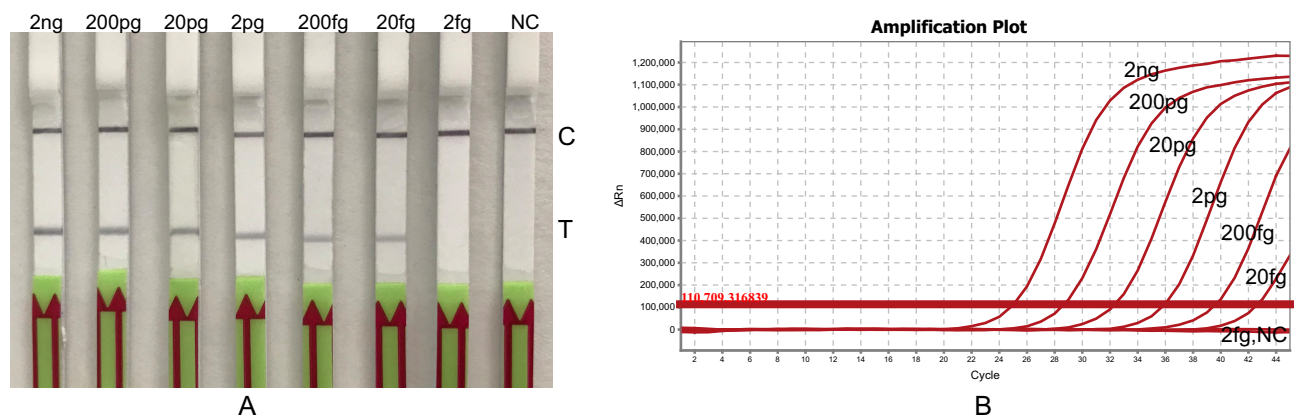 2ng 200pg 20pg 2pg 200fg 20fg 2fg NC
C
T
A
Amplification Plot
ΔRn
1,200,000
1,100,000
1,000,000
900,000
800,000
700,000
600,000
500,000
400,000
300,000
200,000
100,000
0
110,709.316839
2ng
200pg
20pg
2pg
200fg
20fg
2fg,NC
2 4 6 8 10 12 14 16 18 20 22 24 26 28 30 32 34 36 38 40 42 44
Cycle
B